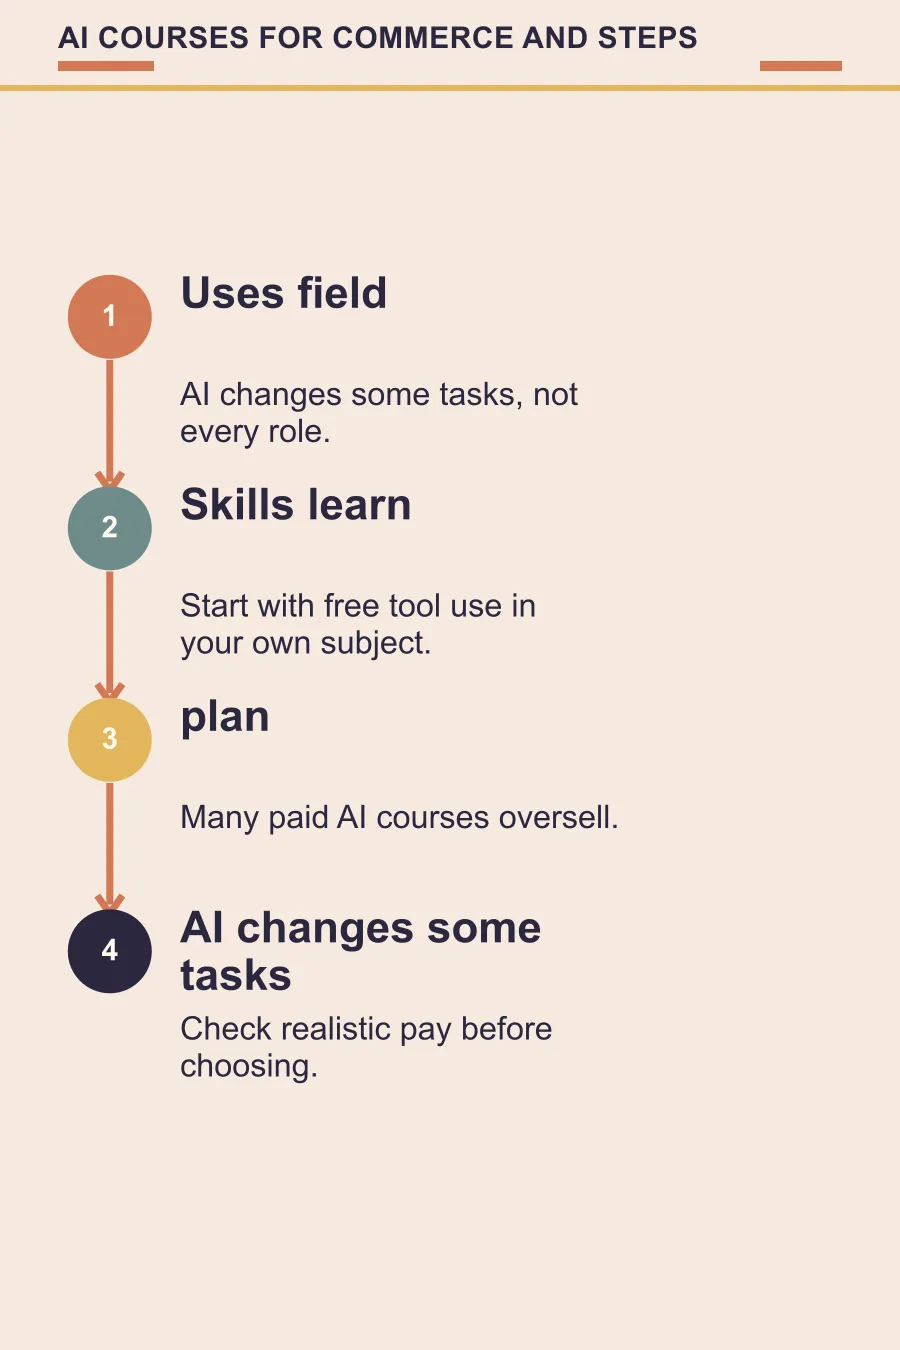 AI COURSES FOR COMMERCE AND STEPS
1
Uses field
AI changes some tasks, not
every role.
2
Skills learn
Start with free tool use in
your own subject.
3
plan
Many paid AI courses oversell.
4
AI changes some
tasks
Check realistic pay before
choosing.